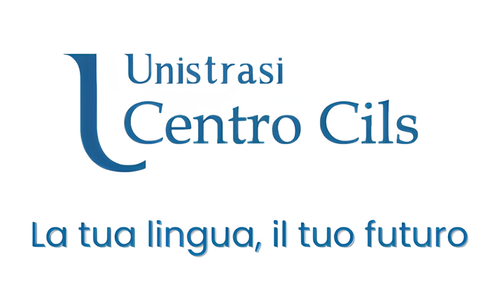 Unistrasi
Centro Cils
La tua lingua, il tuo futuro